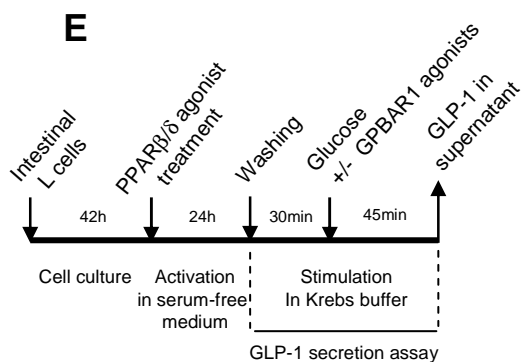 E
Intestinal
L cells
PPARβ/δ agonist
treatment
Washing
Glucose
+/- GPBAR1 agonists
GLP-1 in
supernatant
42h
24h
30min
45min
Cell culture
Activation
in serum-free
medium
Stimulation
In Krebs buffer
GLP-1 secretion assay